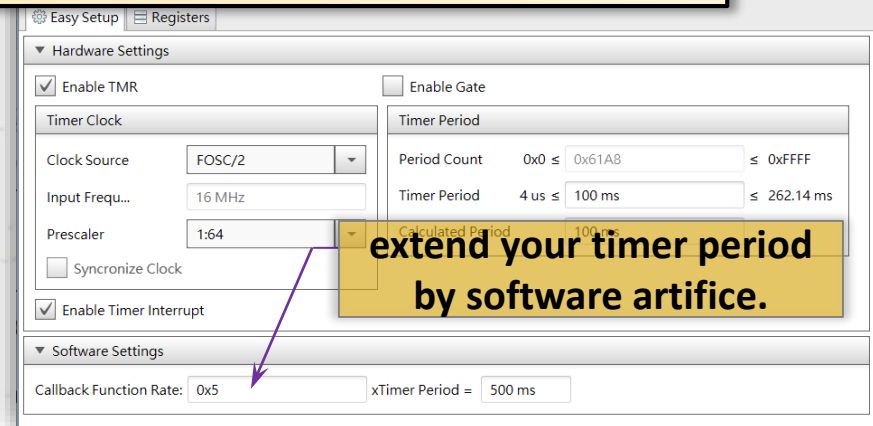 Easy Setup Registers
Hardware Settings
Enable TMR Enable Gate
Timer Clock Timer Period
Clock Source FOSC/2 Period Count 0x0 ≤ 0x61A8 ≤ 0xFFFF
Input Frequ... 16 MHz Timer Period 4 us ≤ 100 ms ≤ 262.14 ms
Prescaler 1:64 Calculated Period 100 ms
extend your timer period
by software artifice.
Syncronize Clock
Enable Timer Interrupt
Software Settings
Callback Function Rate: 0x5 xTimer Period = 500 ms